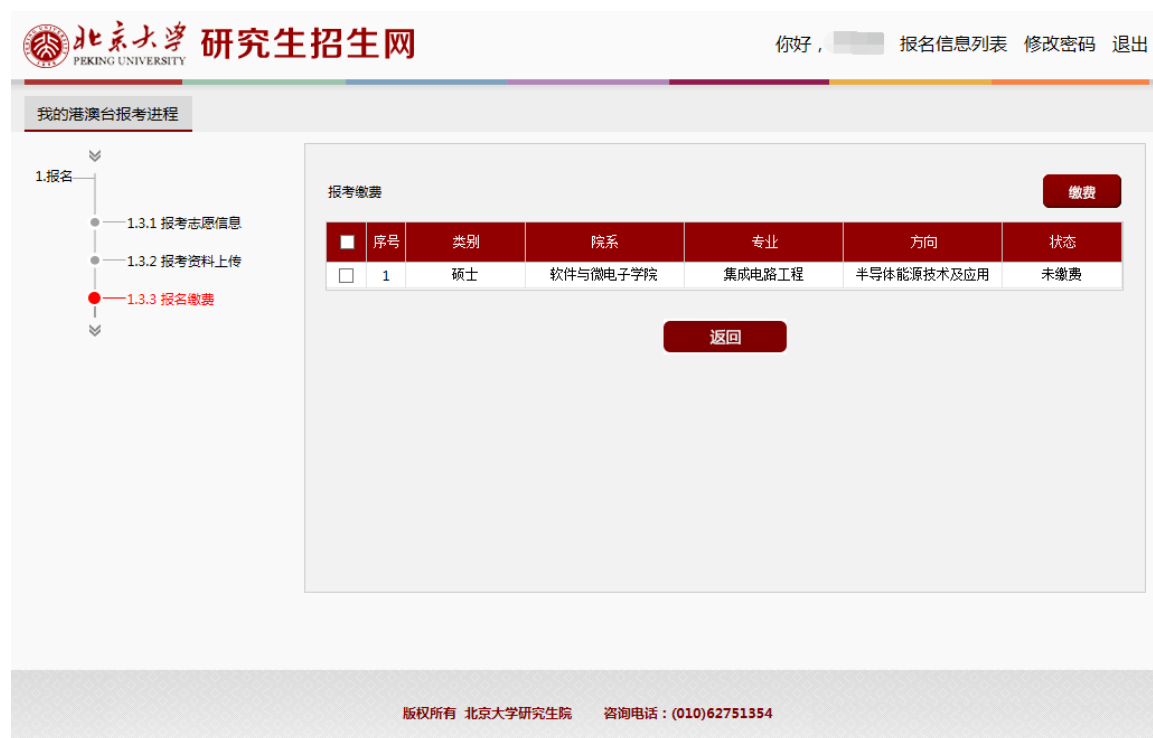 北京大学 研究生招生网
PEKING UNIVERSITY
你好， 报名信息列表 修改密码 退出
我的港澳台报考进程
1.报名
1.3.1 报考志愿信息
1.3.2 报考资料上传
1.3.3 报名缴费
报考缴费
缴费
序号 类别 院系 专业 方向 状态
1 硕士 软件与微电子学院 集成电路工程 半导体能源技术及应用 未缴费
返回
版权所有 北京大学研究生院 咨询电话：(010)62751354